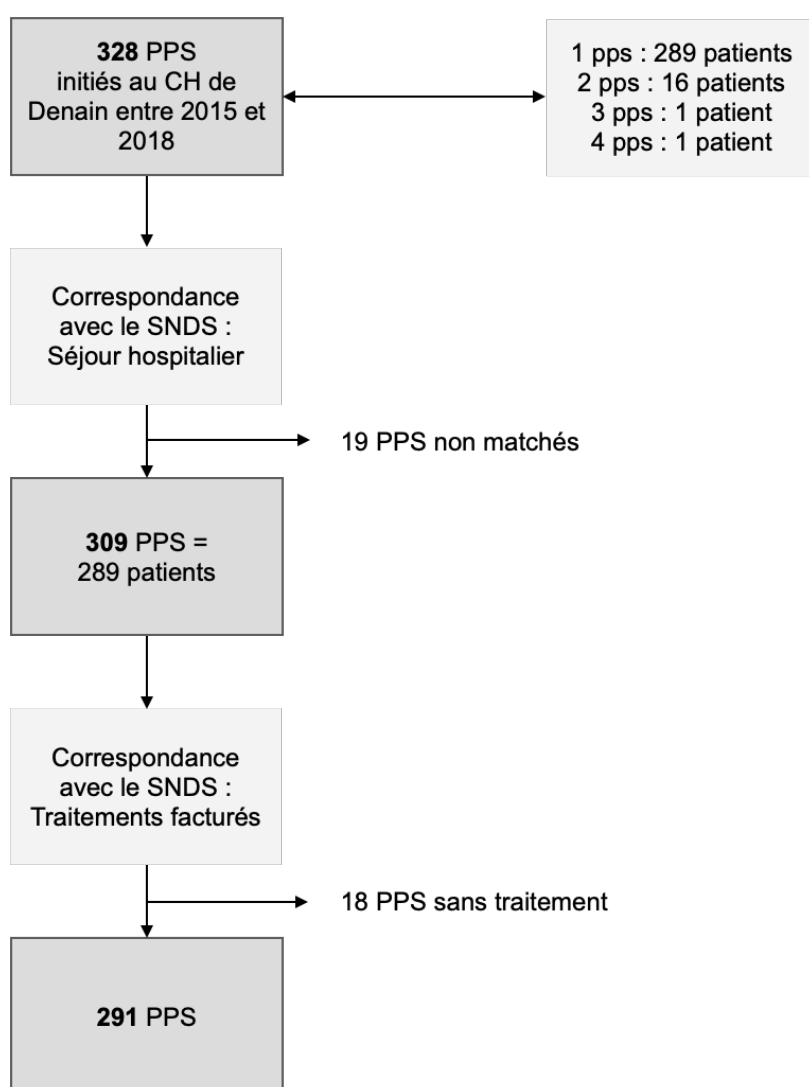 328 PPS
initiés au CH de
Denain entre 2015 et
2018
1 pps : 289 patients
2 pps : 16 patients
3 pps : 1 patient
4 pps : 1 patient
Correspondance
avec le SNDS :
Séjour hospitalier
19 PPS non matchés
309 PPS =
289 patients
Correspondance
avec le SNDS :
Traitements facturés
18 PPS sans traitement
291 PPS